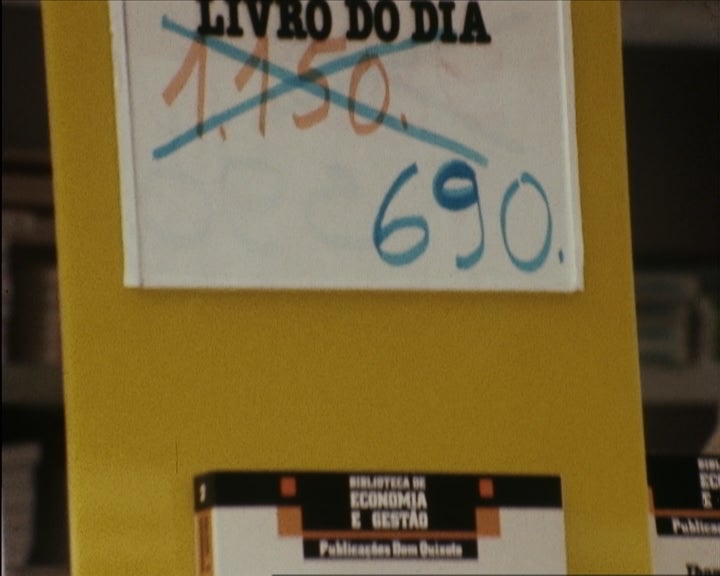 LIVRO DO DIA
1.150.
690.
BIBLIOTECA DE
ECONOMIA
E GESTÃO
Publicações Dom Quixote